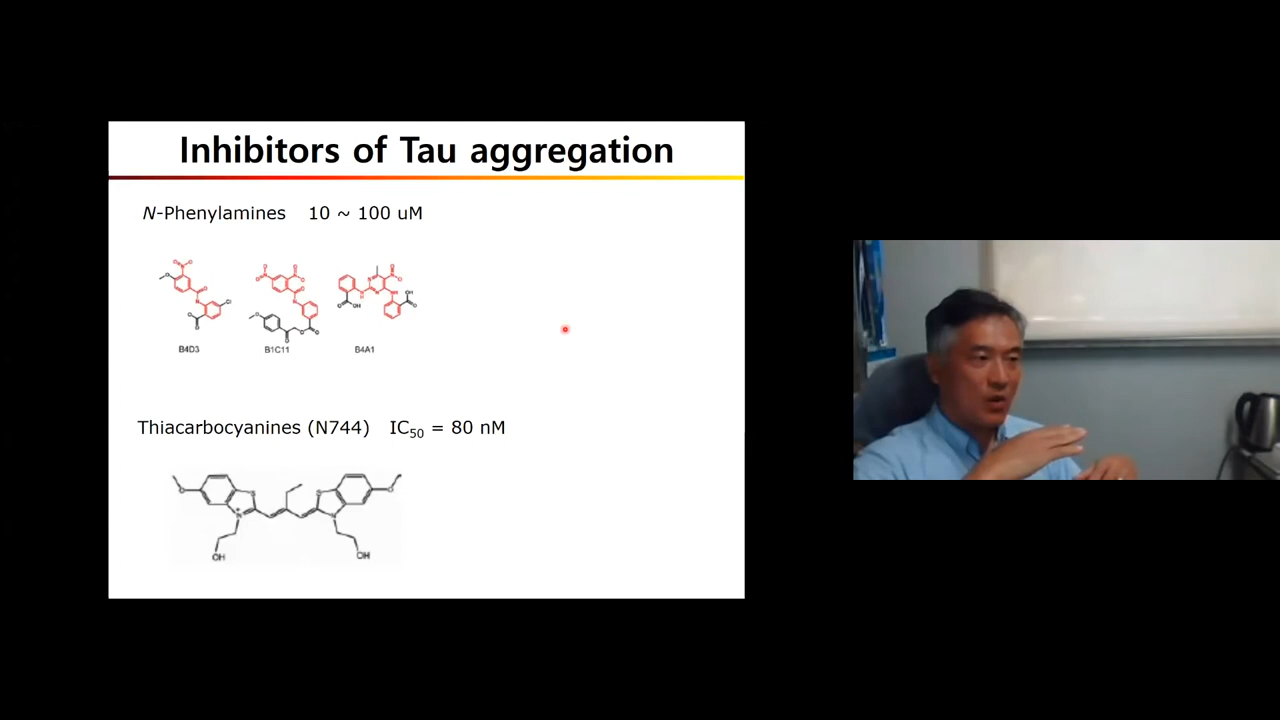 Inhibitors of Tau aggregation
N-Phenylamines 10 ~ 100 uM
B4D3 B1C11 B4A1
Thiacarbocyanines (N744) IC50 = 80 nM
OH OH